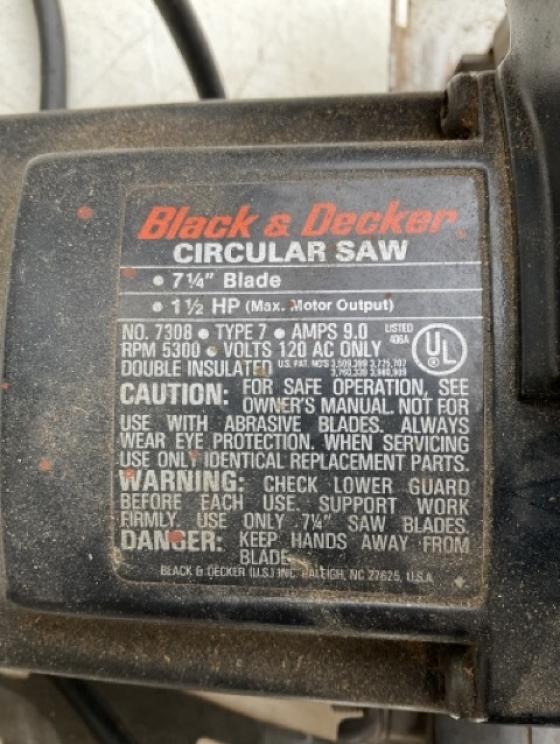 Black & Decker
CIRCULAR SAW
• 7¼" Blade
• 1½ HP (Max. Motor Output)
NO. 7308 • TYPE 7 • AMPS 9.0
RPM 5300 • VOLTS 120 AC ONLY
LISTED
406A
UL
DOUBLE INSULATED U.S. PAT. NO'S
CAUTION: FOR SAFE OPERATION, SEE
OWNER'S MANUAL. NOT FOR
USE WITH ABRASIVE BLADES. ALWAYS
WEAR EYE PROTECTION. WHEN SERVICING
USE ONLY IDENTICAL REPLACEMENT PARTS.
WARNING: CHECK LOWER GUARD
BEFORE EACH USE. SUPPORT WORK
FIRMLY. USE ONLY 7¼" SAW BLADES.
DANGER: KEEP HANDS AWAY FROM
BLADE.
BLACK & DECKER (U.S.) INC. RALEIGH, NC 27625, U.S.A.